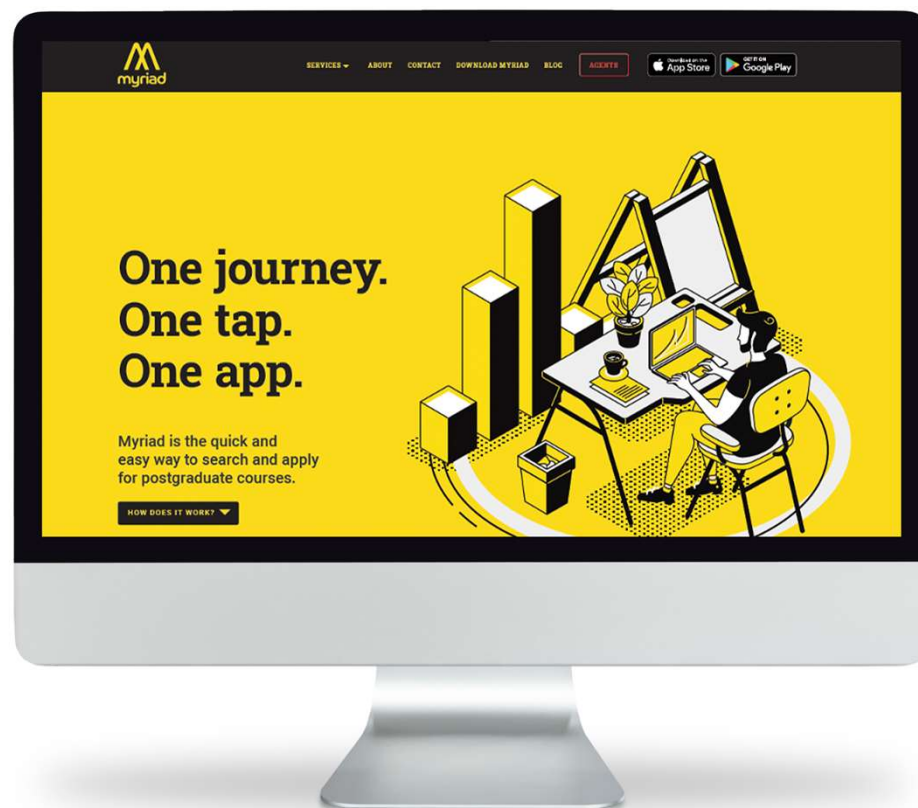 myriad
SERVICES
ABOUT
CONTACT
DOWNLOAD MYRIAD
BLOG
AGENTS
Download on the
App Store
GET IT ON
Google Play
One journey.
One tap.
One app.
Myriad is the quick and
easy way to search and apply
for postgraduate courses.
HOW DOES IT WORK?